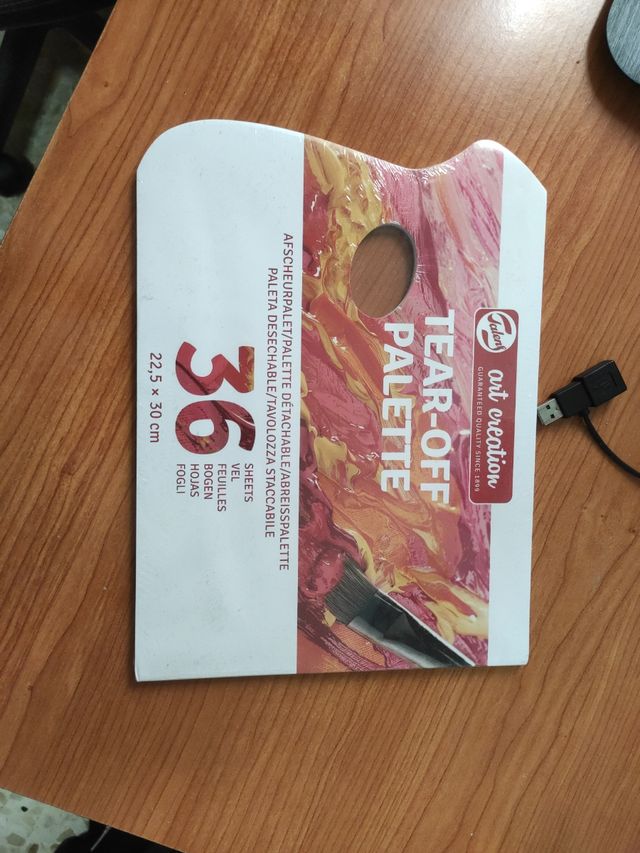 Talens
art creation
GUARANTEED QUALITY SINCE 1899
TEAR-OFF
PALETTE
AFSCHEURPALET/PALETTE DÉTACHABLE/ABREISSPALETTE
PALETA DESECHABLE/TAVOLOZZA STACCABILE
36
SHEETS
VEL
FEUILLES
BOGEN
HOJAS
FOGLI
22,5 x 30 cm